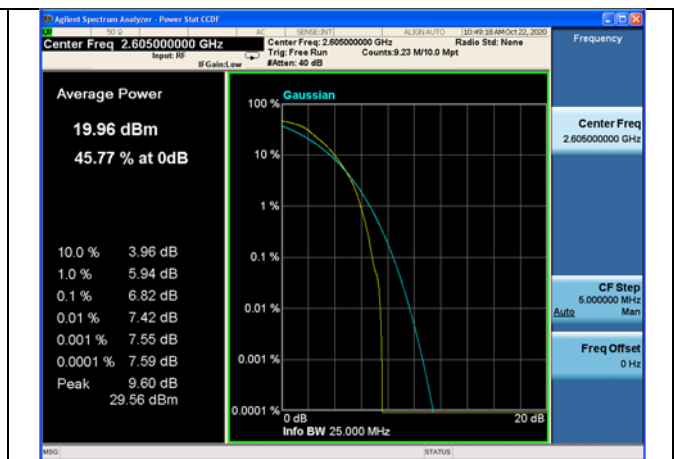 Agilent Spectrum Analyzer - Power Stat CCDF
50 Ω AC SENSE:INT ALIGN AUTO 10:49:18 AM Oct 22, 2020
Center Freq 2.605000000 GHz
Input: RF
IFGain:Low
Center Freq: 2.605000000 GHz
Radio Std: None
Trig: Free Run Counts:9.23 M/10.0 Mpt
#Atten: 40 dB
Frequency
Average Power
19.96 dBm
45.77 % at 0dB
10.0 % 3.96 dB
1.0 % 5.94 dB
0.1 % 6.82 dB
0.01 % 7.42 dB
0.001 % 7.55 dB
0.0001 % 7.59 dB
Peak 9.60 dB
29.56 dBm
Gaussian
100 %
10 %
1 %
0.1 %
0.01 %
0.001 %
0.0001 %
0 dB 20 dB
Info BW 25.000 MHz
Center Freq
2.605000000 GHz
CF Step
5.000000 MHz
Auto Man
Freq Offset
0 Hz
MSG STATUS